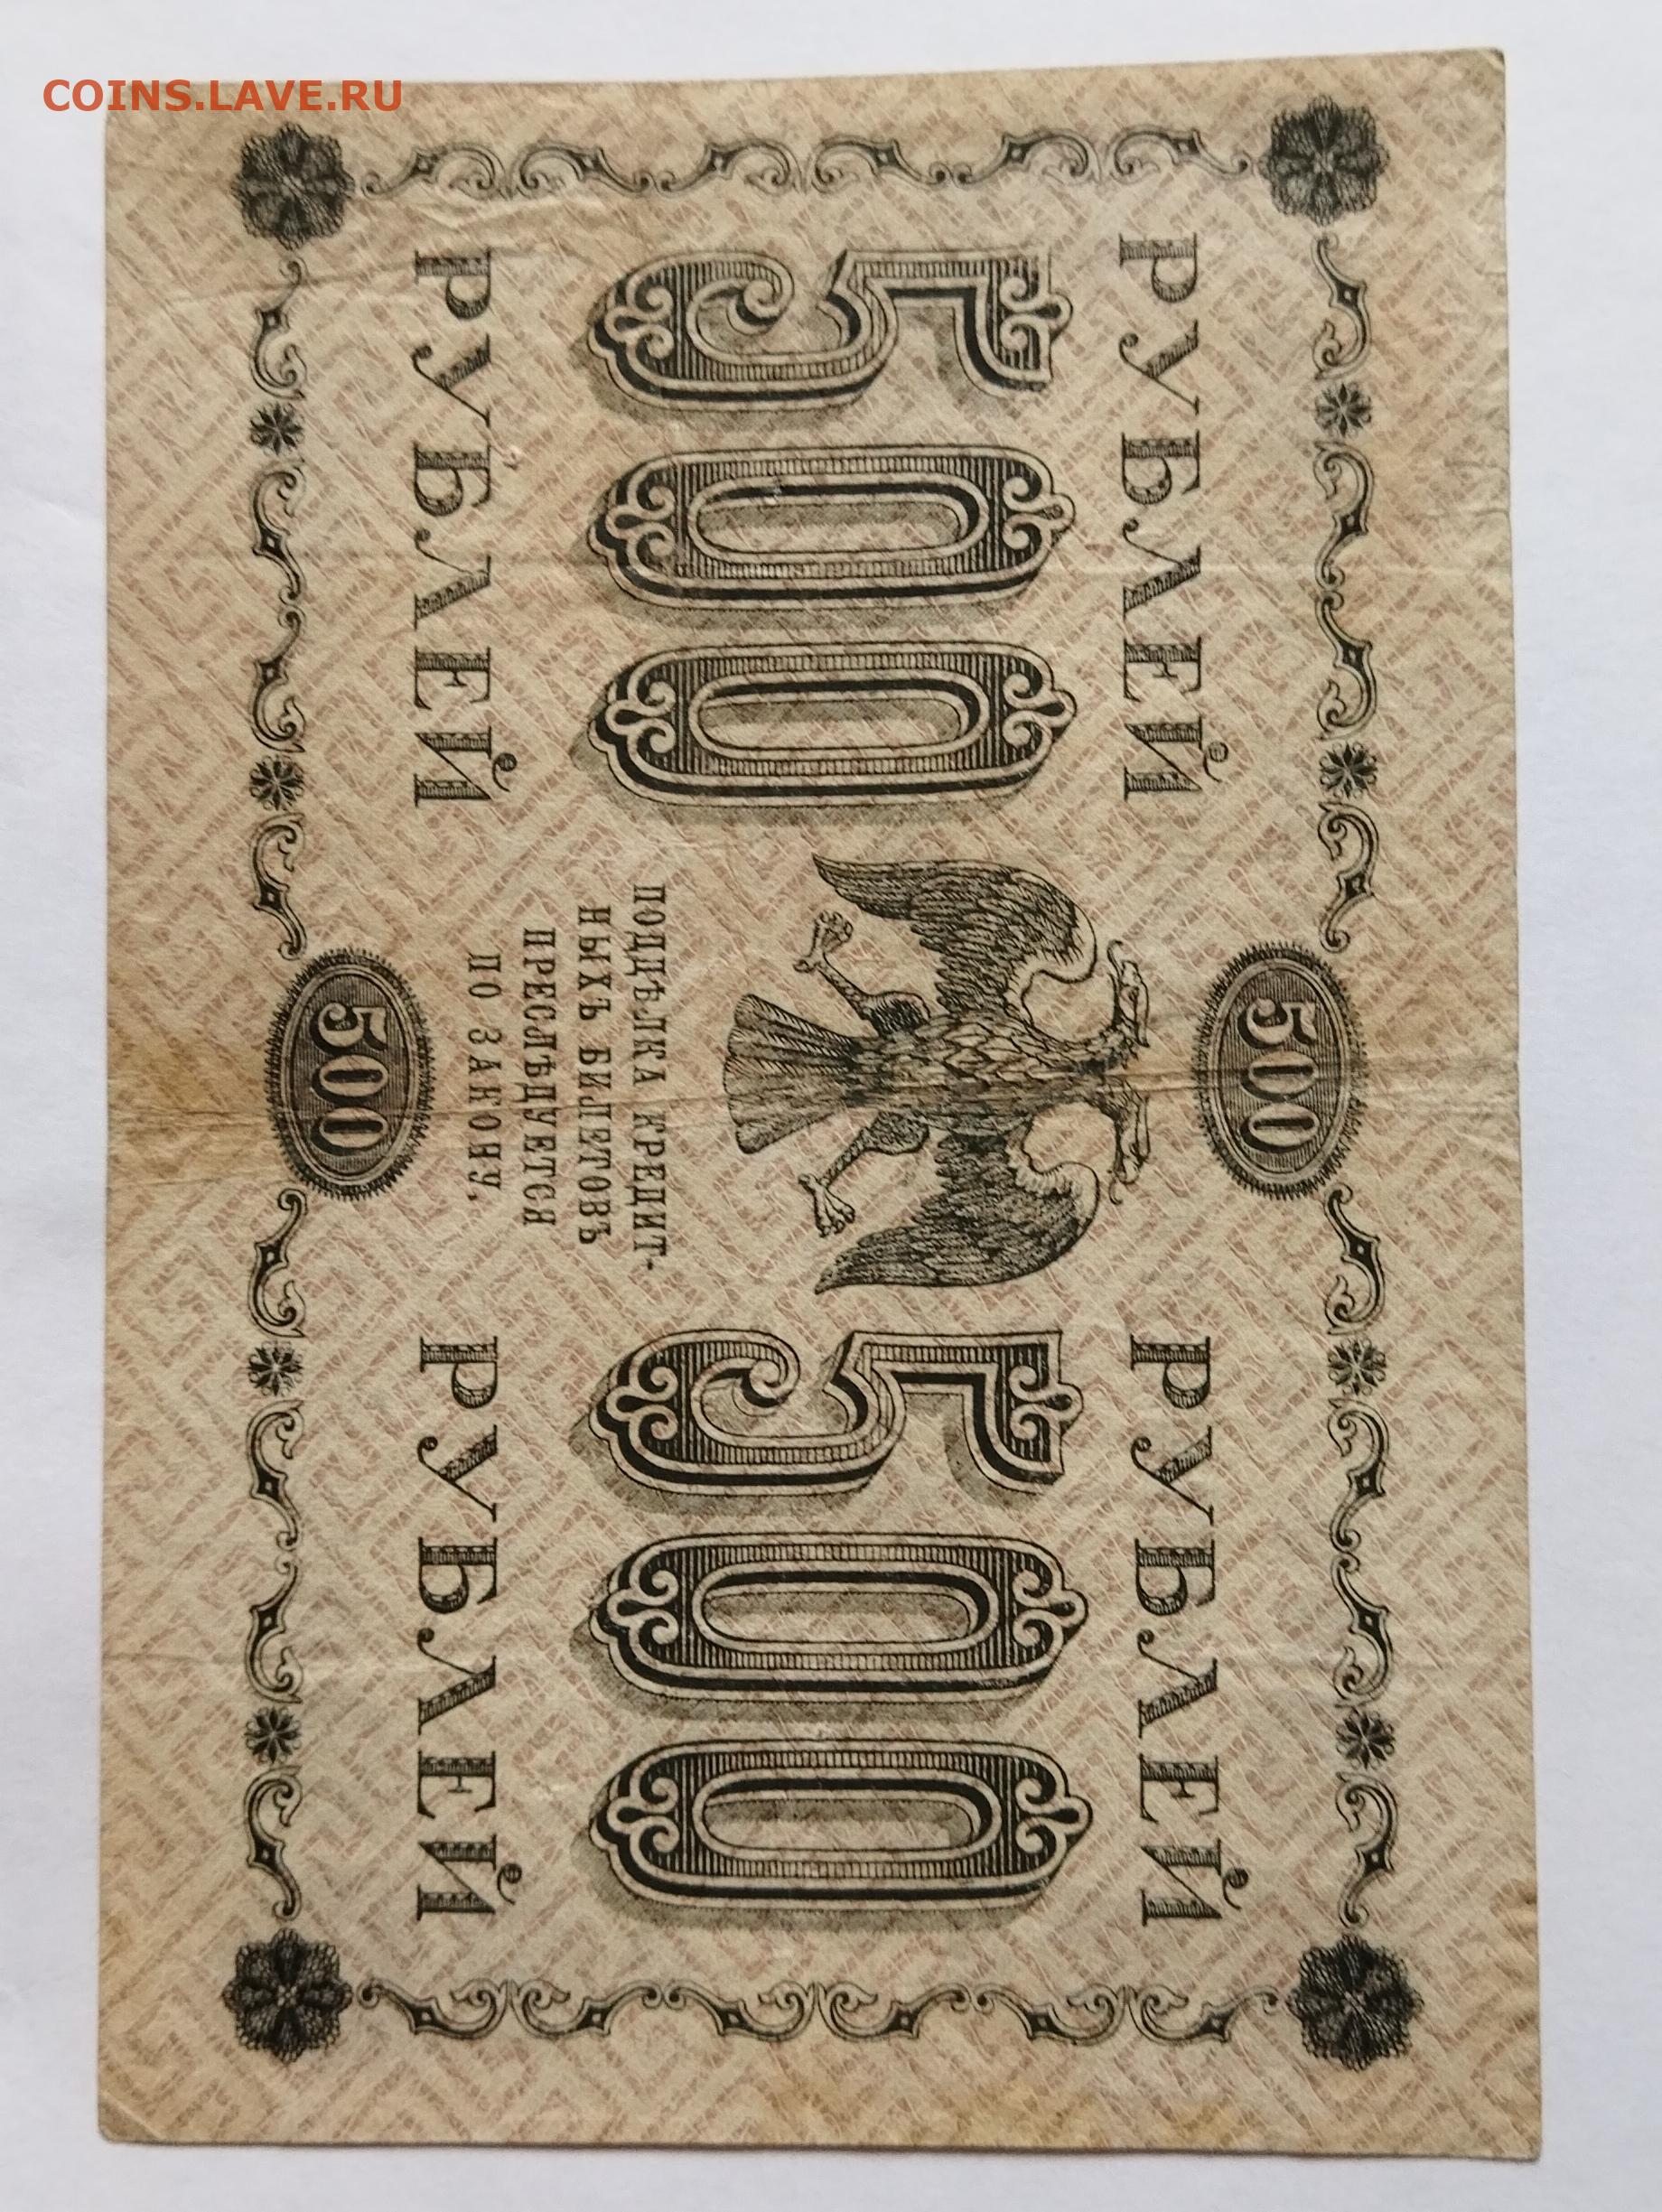 COINS.LAVE.RU
РУБЛЕЙ
500
РУБЛЕЙ
500
ПОДДѢЛКА КРЕДИТ-
НЫХЪ БИЛЕТОВЪ
ПРЕСЛѢДУЕТСЯ
ПО ЗАКОНУ.
500
РУБЛЕЙ
500
РУБЛЕЙ